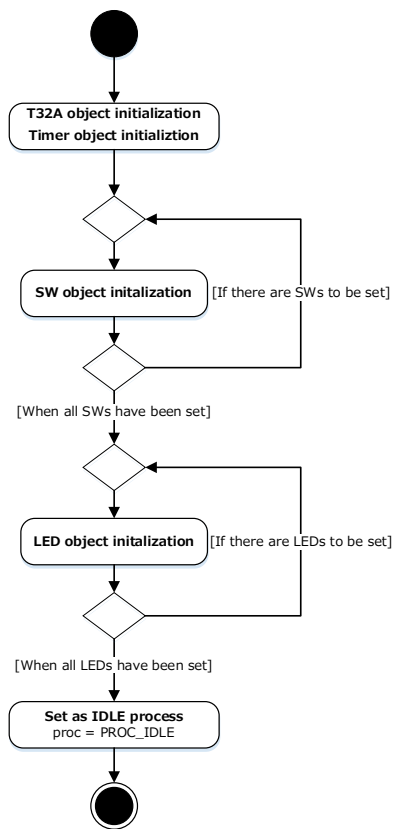 T32A object initialization
Timer object initializtion
SW object initalization
[If there are SWs to be set]
[When all SWs have been set]
LED object initalization
[If there are LEDs to be set]
[When all LEDs have been set]
Set as IDLE process
proc = PROC_IDLE